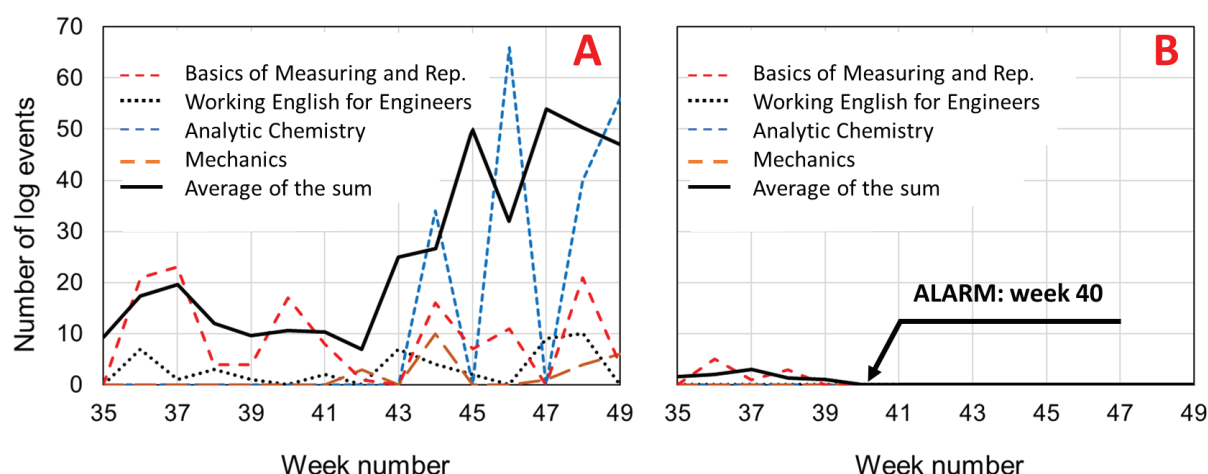 70
60
50
40
30
20
10
0
Number of log events
A
Basics of Measuring and Rep.
Working English for Engineers
Analytic Chemistry
Mechanics
Average of the sum
35 37 39 41 43 45 47 49
Week number
B
Basics of Measuring and Rep.
Working English for Engineers
Analytic Chemistry
Mechanics
Average of the sum
ALARM: week 40
35 37 39 41 43 45 47 49
Week number